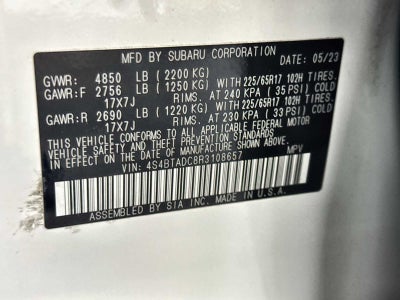 MFD BY SUBARU CORPORATION DATE: 05/23
GVWR: 4850 LB (2200 KG)
GAWR:F 2756 LB (1250 KG) WITH 225/65R17 102H TIRES.
17X7J RIMS. AT 240 KPA ( 35 PSI) COLD
GAWR:R 2690 LB (1220 KG) WITH 225/65R17 102H TIRES.
17X7J RIMS. AT 230 KPA ( 33 PSI) COLD
THIS VEHICLE CONFORMS TO ALL APPLICABLE FEDERAL MOTOR
VEHICLE SAFETY AND THEFT PREVENTION STANDARDS
IN EFFECT ON THE DATE OF MANUFACTURE SHOWN ABOVE.
VIN: 4S4BTADC8R3108657 MPV
ASSEMBLED BY SIA INC. MADE IN U.S.A.